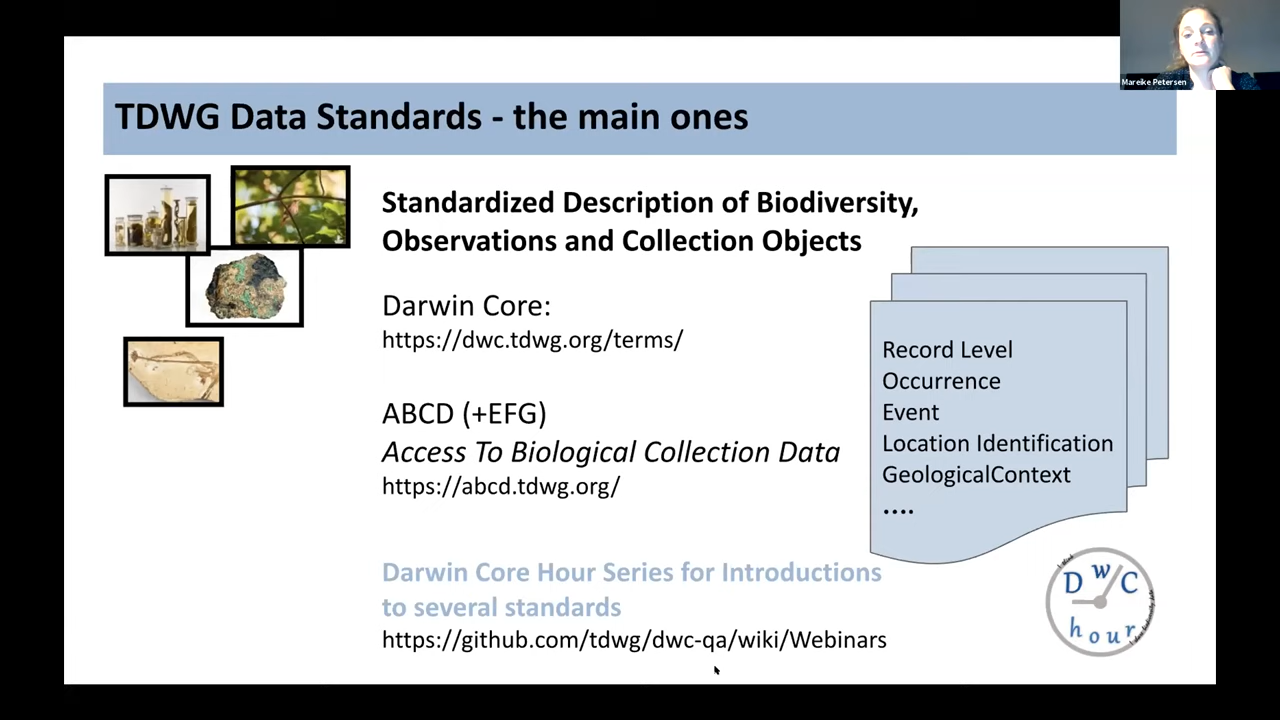 Mareike Petersen
TDWG Data Standards - the main ones
Standardized Description of Biodiversity,
Observations and Collection Objects
Darwin Core:
https://dwc.tdwg.org/terms/
ABCD (+EFG)
Access To Biological Collection Data
https://abcd.tdwg.org/
Record Level
Occurrence
Event
Location Identification
GeologicalContext
....
Darwin Core Hour Series for Introductions
to several standards
https://github.com/tdwg/dwc-qa/wiki/Webinars
D W C
hour